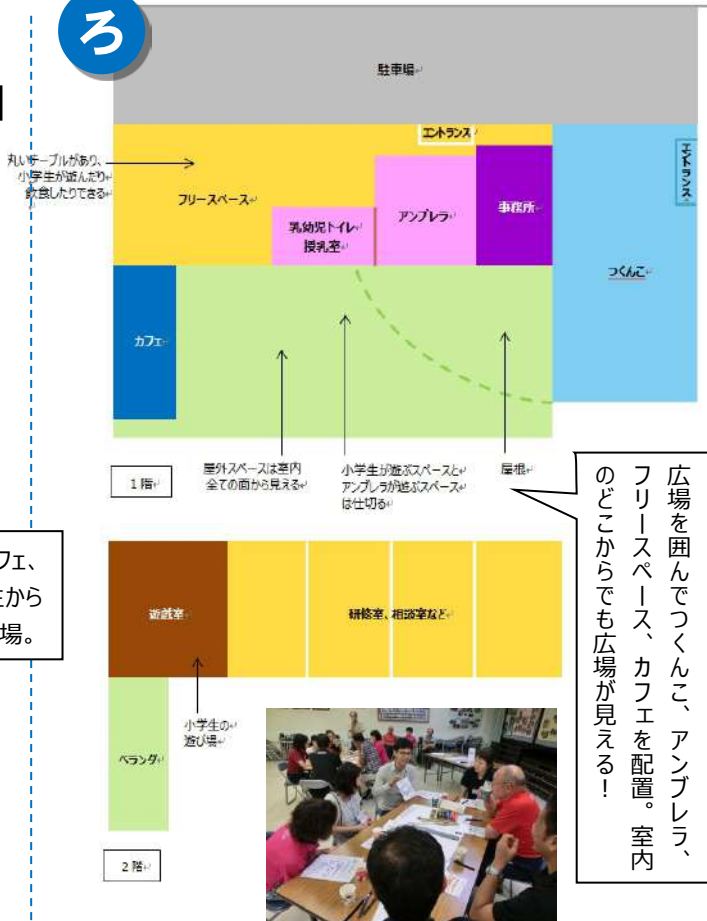 ろ
駐車場
エントランス
エントランス
丸いテーブルがあり、
小学生が遊んだり
飲食したりできる
フリースペース
乳幼児トイレ
授乳室
アンブレラ
事務所
つくんこ
カフェ
屋外スペースは室内
全ての面から見える
小学生が遊ぶスペースと
アンブレラが遊ぶスペース
は仕切る
屋根
1階
広場を囲んでつくんこ、アンブレラ、
フリースペース、カフェを配置。室内
のどこからでも広場が見える！
フェ、
生から
場。
遊戯室
研修室、相談室など
小学生の
遊び場
ベランダ
2階